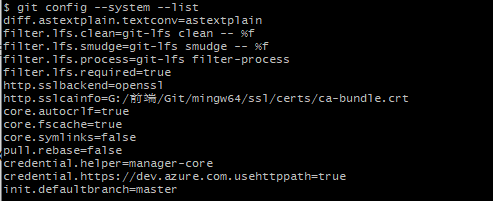 $ git config --system --list
diff.astextplain.textconv=astextplain
filter.lfs.clean=git-lfs clean -- %f
filter.lfs.smudge=git-lfs smudge -- %f
filter.lfs.process=git-lfs filter-process
filter.lfs.required=true
http.sslbackend=openssl
http.sslcainfo=G:/前端/Git/mingw64/ssl/certs/ca-bundle.crt
core.autocrlf=true
core.fscache=true
core.symlinks=false
pull.rebase=false
credential.helper=manager-core
credential.https://dev.azure.com.usehttppath=true
init.defaultbranch=master